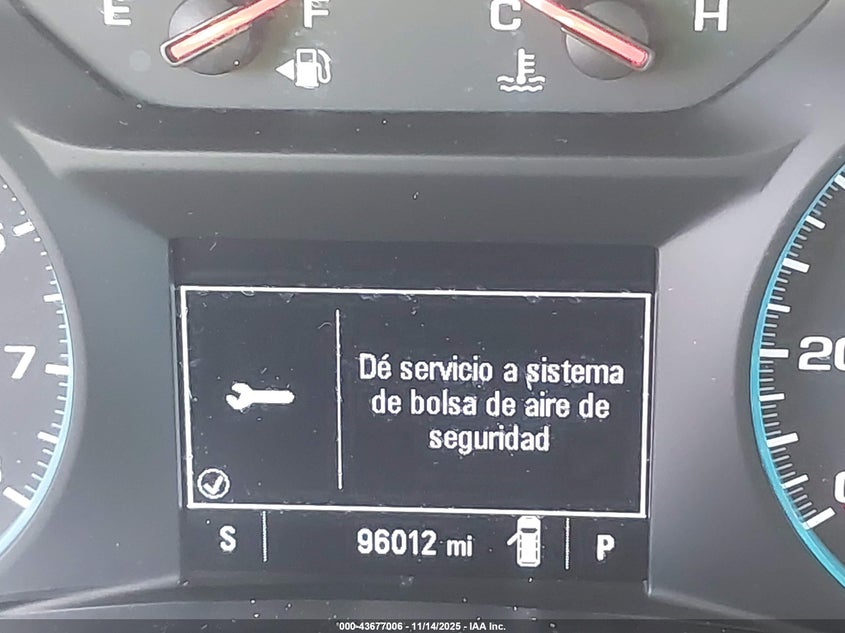 E F C H
7
20
0
Dé servicio a sistema
de bolsa de aire de
seguridad
S 96012 mi P
'000-43677006 - 11/14/2025 - IAA Inc.